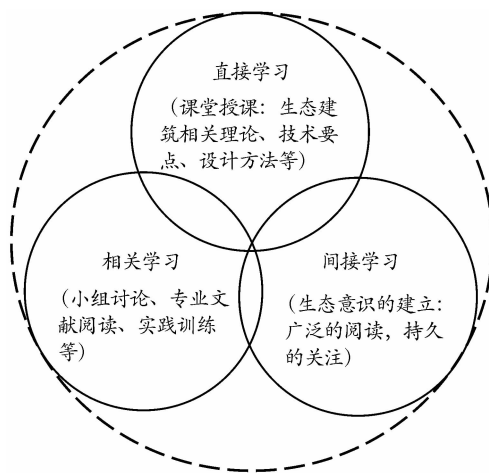 直接学习
（课堂授课：生态建
筑相关理论、技术要
点、设计方法等）
相关学习
（小组讨论、专业文
献阅读、实践训练
等）
间接学习
（生态意识的建立：
广泛的阅读，持久
的关注）